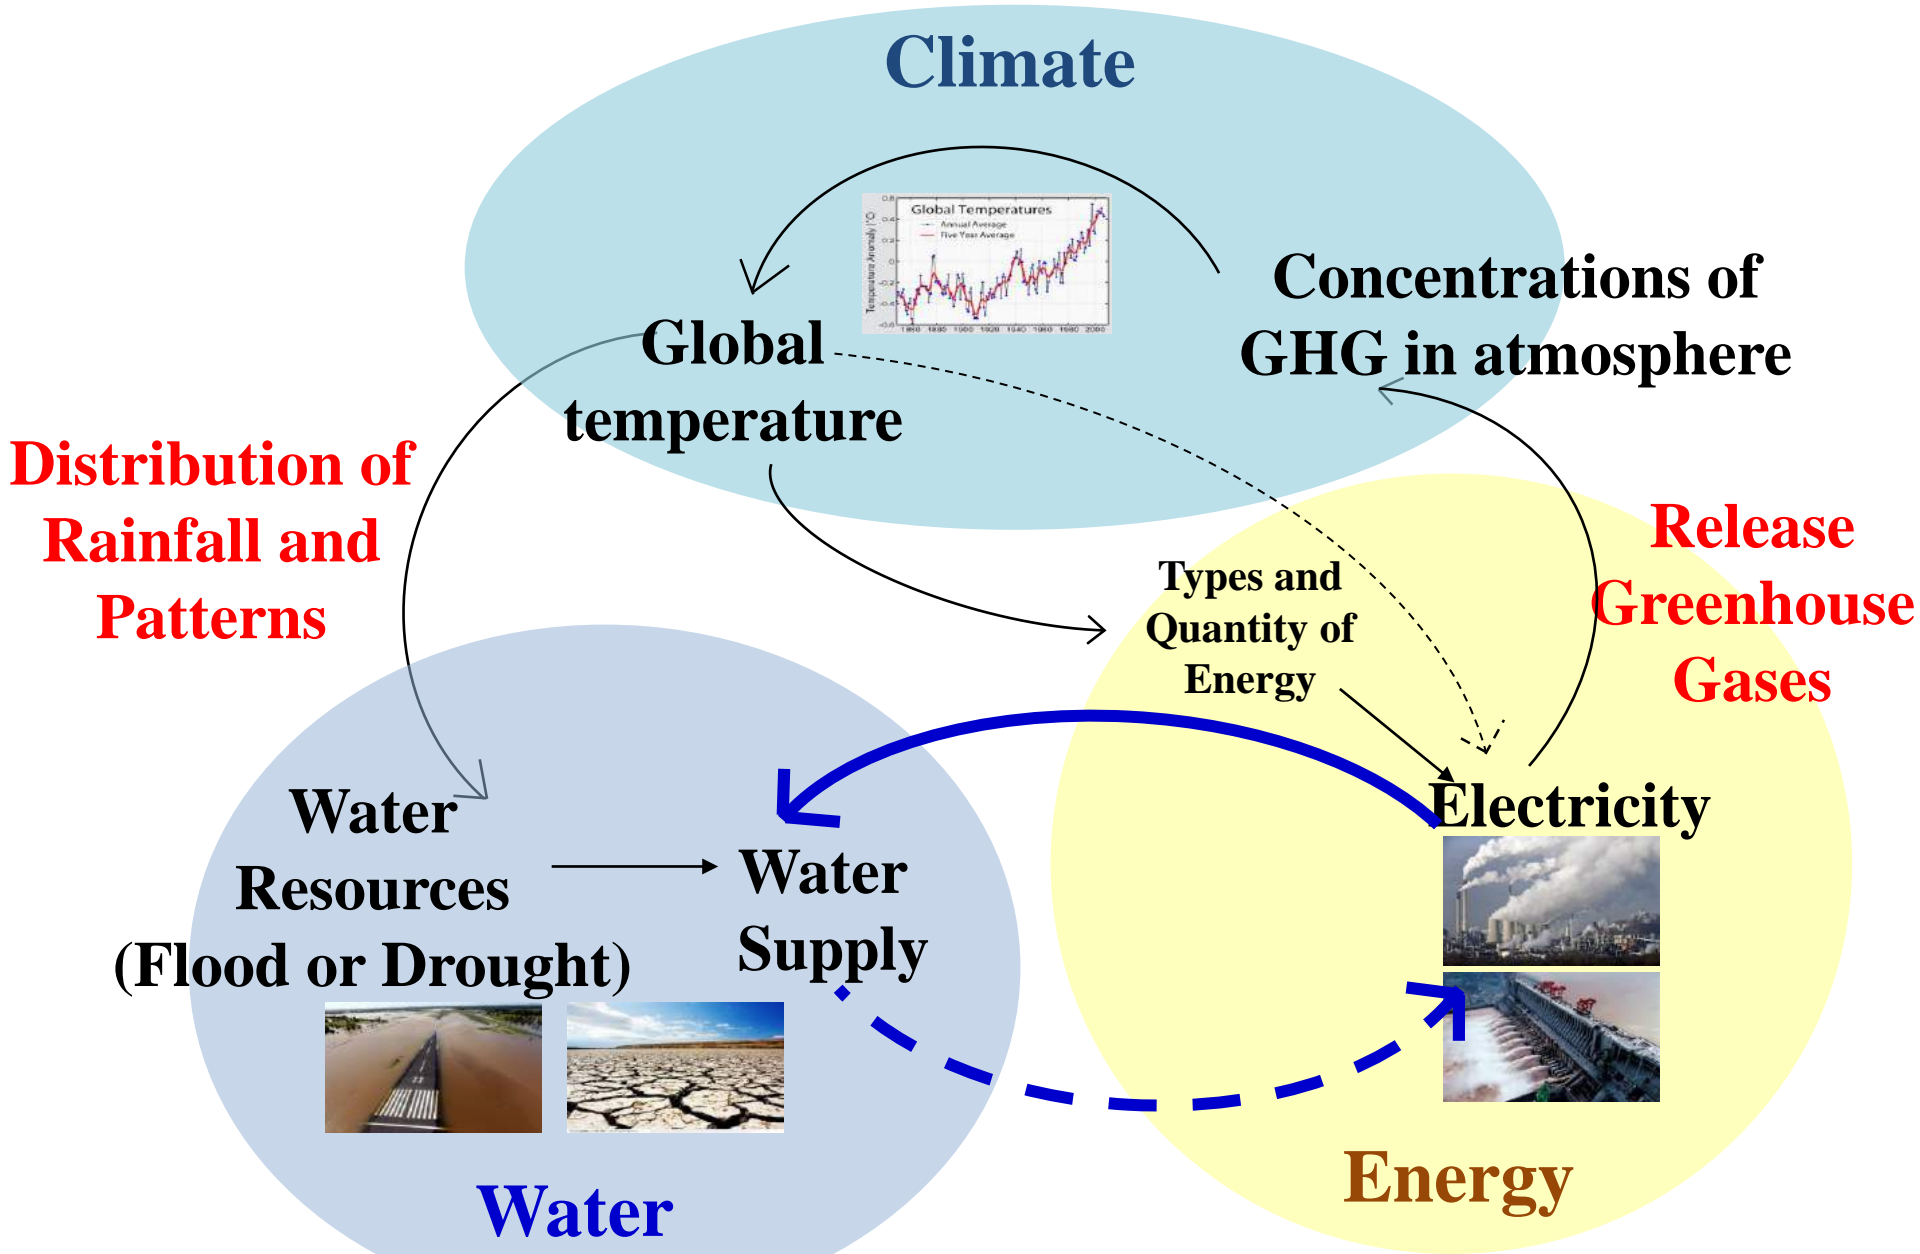 Climate
Global Temperatures
Annual Average
Five Year Average
Temperature Anomaly (°C)
Concentrations of
GHG in atmosphere
Global
temperature
Distribution of
Rainfall and
Patterns
Release
Greenhouse
Gases
Types and
Quantity of
Energy
Electricity
Water
Resources
(Flood or Drought)
Water
Supply
Energy
Water